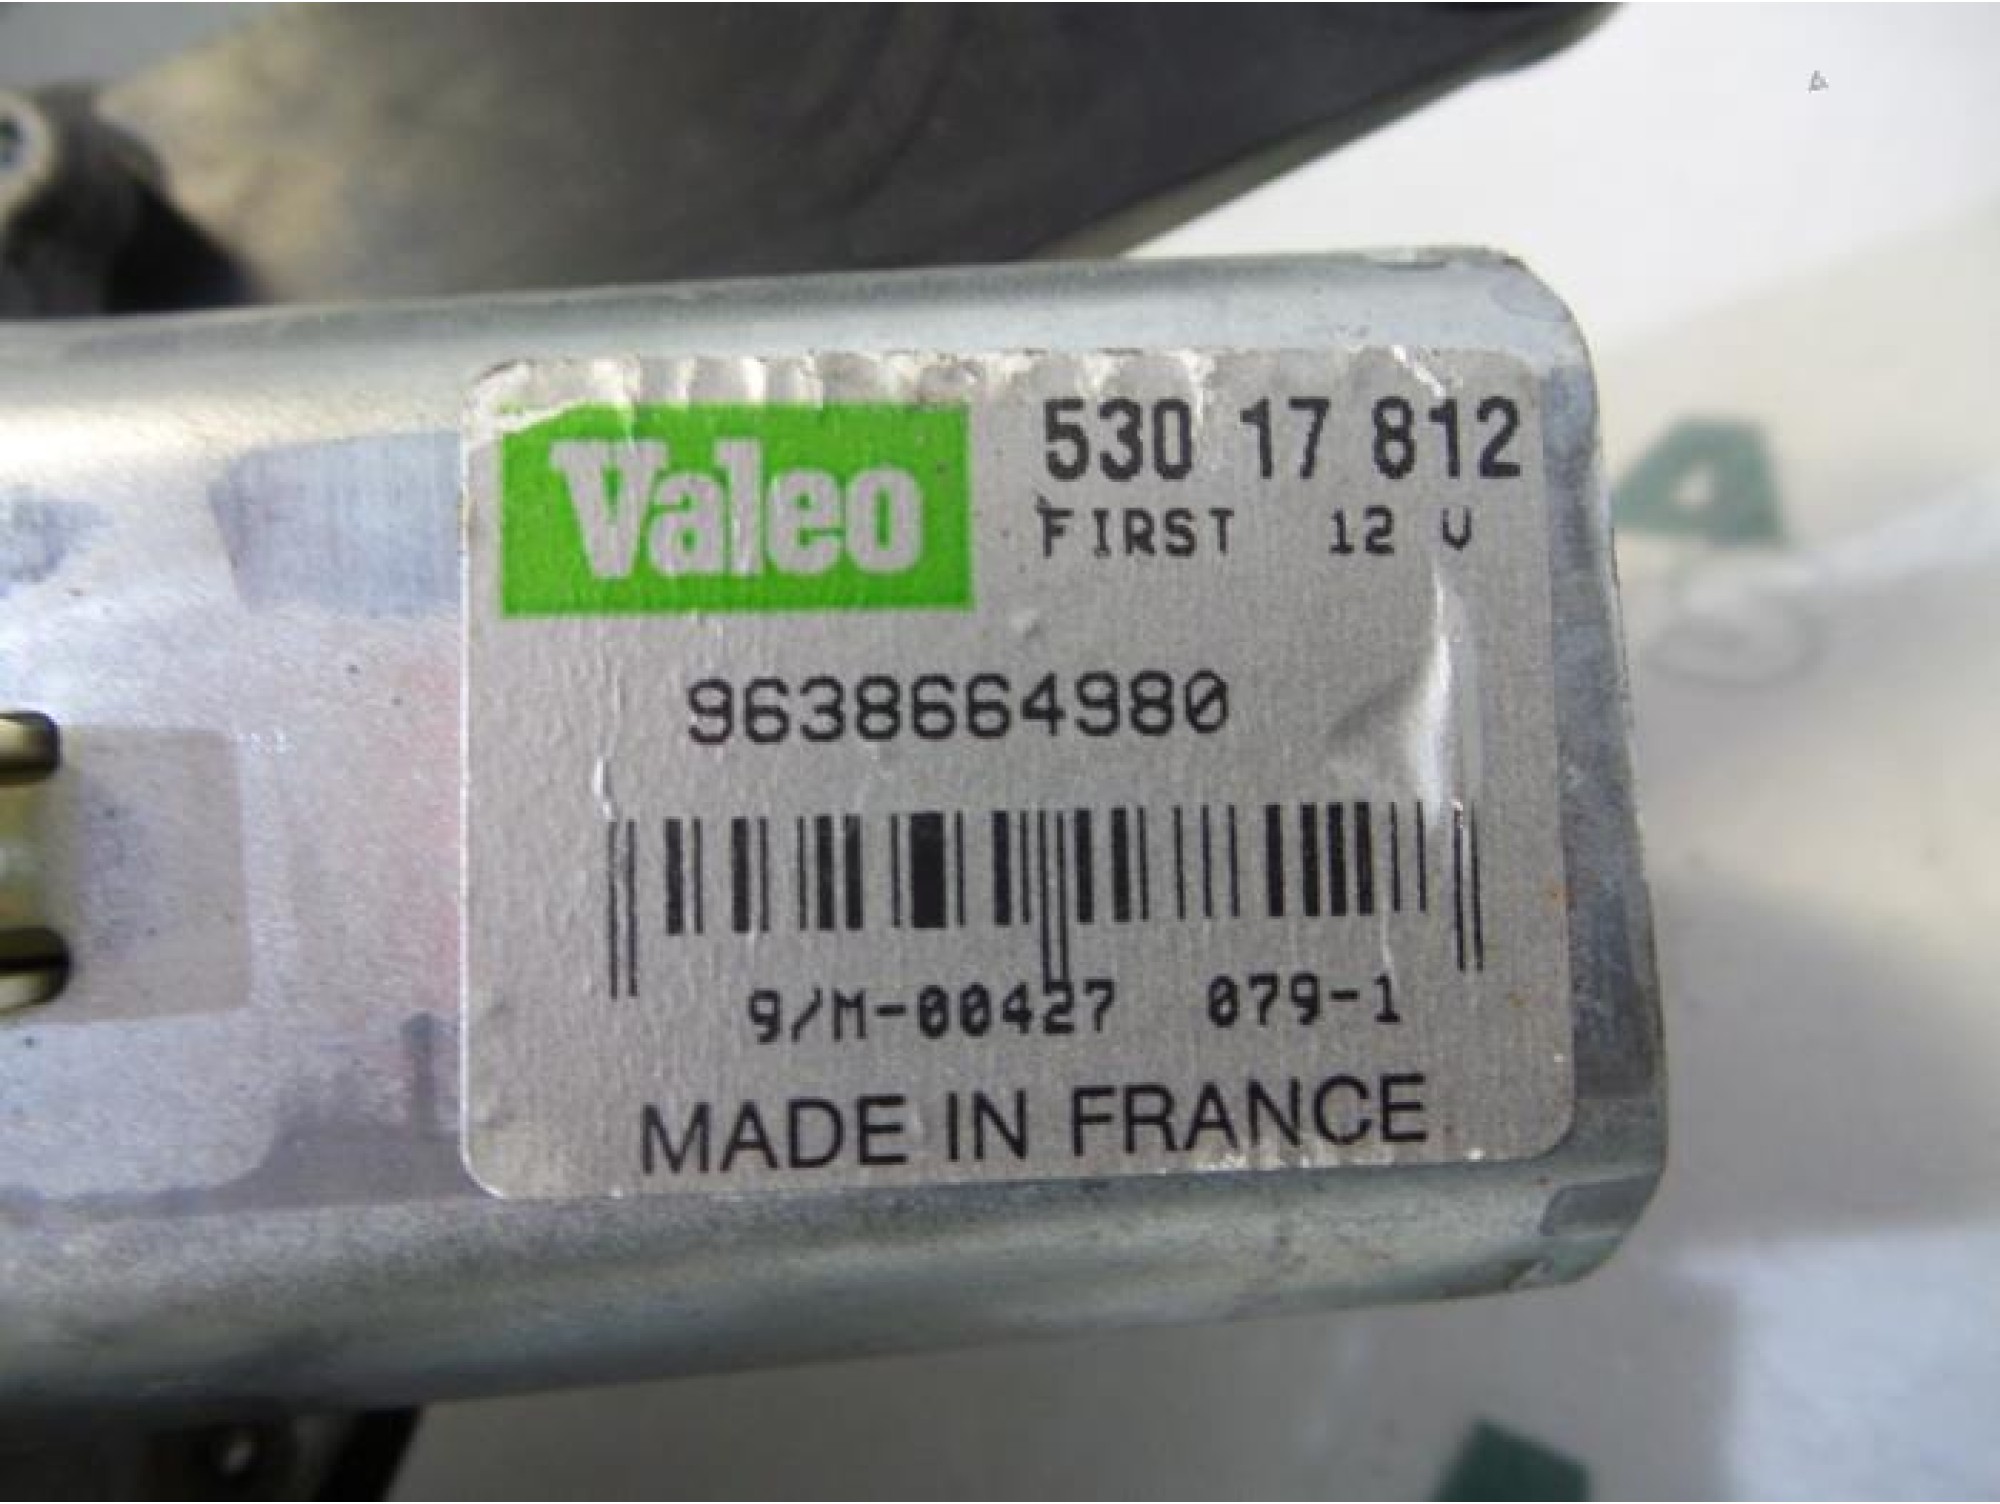 Valeo
530 17 812
FIRST 12 V
9638664980
9/M-00427 079-1
MADE IN FRANCE